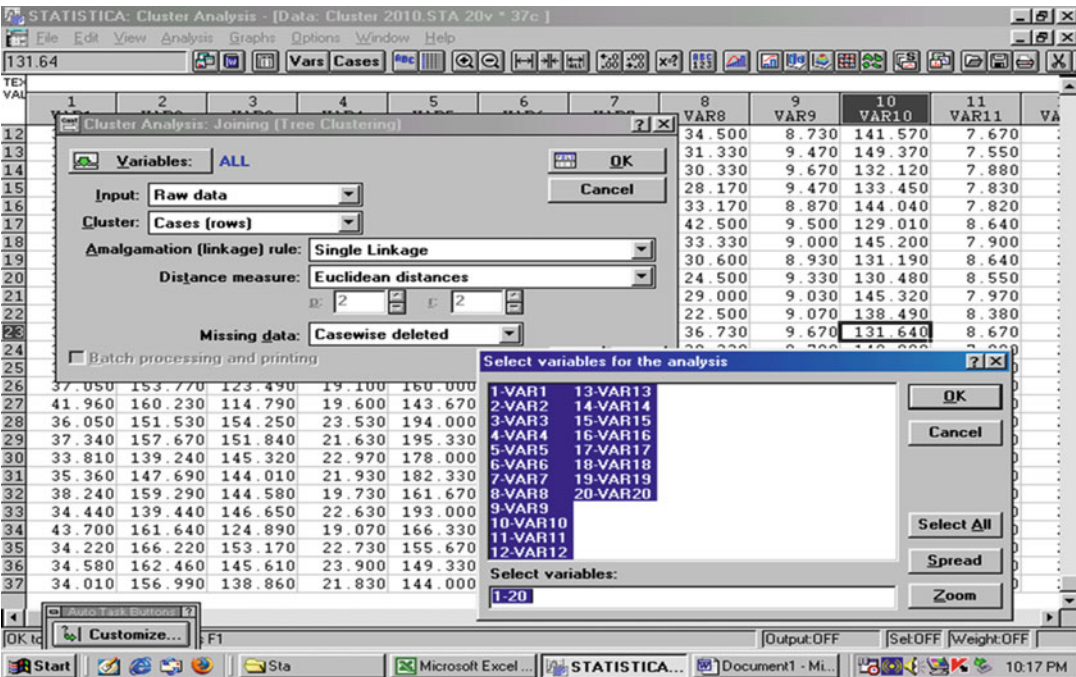 STATISTICA: Cluster Analysis - [Data: Cluster 2010.STA 20v * 37c ]
File Edit View Analysis Graphs Options Window Help
131.64 Vars Cases
1 2 3 4 5 6 7 8 9 10 11
VAR8 VAR9 VAR10 VAR11
Cluster Analysis: Joining (Tree Clustering)
Variables: ALL OK
Input: Raw data Cancel
Cluster: Cases (rows)
Amalgamation (linkage) rule: Single Linkage
Distance measure: Euclidean distances
p: 2 r: 2
Missing data: Casewise deleted
Batch processing and printing
12 34.500 8.730 141.570 7.670
13 31.330 9.470 149.370 7.550
14 30.330 9.670 132.120 7.880
15 28.170 9.470 133.450 7.830
16 33.170 8.870 144.040 7.820
17 42.500 9.500 129.010 8.640
18 33.330 9.000 145.200 7.900
19 30.600 8.930 131.190 8.640
20 24.500 9.330 130.480 8.550
21 29.000 9.030 145.320 7.970
22 22.500 9.070 138.490 8.380
23 36.730 9.670 131.640 8.670
24
25
26 37.050 153.770 123.490 19.100 160.000
27 41.960 160.230 114.790 19.600 143.670
28 36.050 151.530 154.250 23.530 194.000
29 37.340 157.670 151.840 21.630 195.330
30 33.810 139.240 145.320 22.970 178.000
31 35.360 147.690 144.010 21.930 182.330
32 38.240 159.290 144.580 19.730 161.670
33 34.440 139.440 146.650 22.630 193.000
34 43.700 161.640 124.890 19.070 166.330
35 34.220 166.220 153.170 22.730 155.670
36 34.580 162.460 145.610 23.900 149.330
37 34.010 156.990 138.860 21.830 144.000
Select variables for the analysis
1-VAR1 13-VAR13
2-VAR2 14-VAR14
3-VAR3 15-VAR15
4-VAR4 16-VAR16
5-VAR5 17-VAR17
6-VAR6 18-VAR18
7-VAR7 19-VAR19
8-VAR8 20-VAR20
9-VAR9
10-VAR10
11-VAR11
12-VAR12
OK
Cancel
Select All
Spread
Zoom
Select variables:
1-20
Auto Task Buttons
Customize...
F1 Output:OFF Sel:OFF Weight:OFF
Start Sta Microsoft Excel ... STATISTICA... Document1 - Mi... 10:17 PM